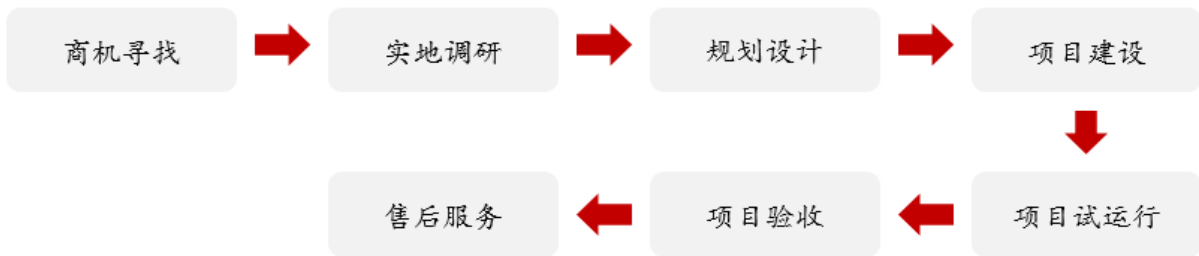 商机寻找
实地调研
规划设计
项目建设
项目试运行
项目验收
售后服务